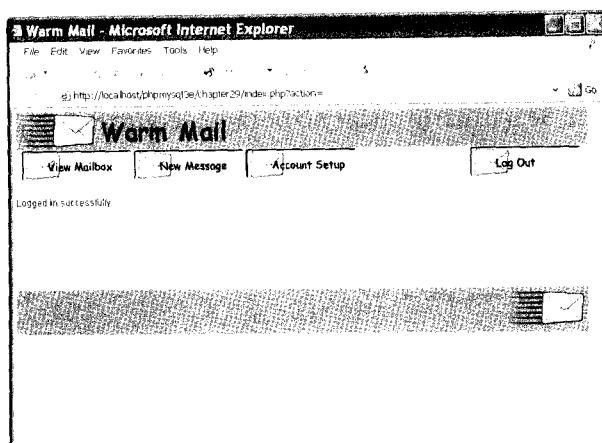 Warm Mail - Microsoft Internet Explorer
File Edit View Favorites Tools Help
http://localhost/phpmysql3e/chapter29/index.php?action= Go
Warm Mail
View Mailbox New Message Account Setup Log Out
Logged in successfully